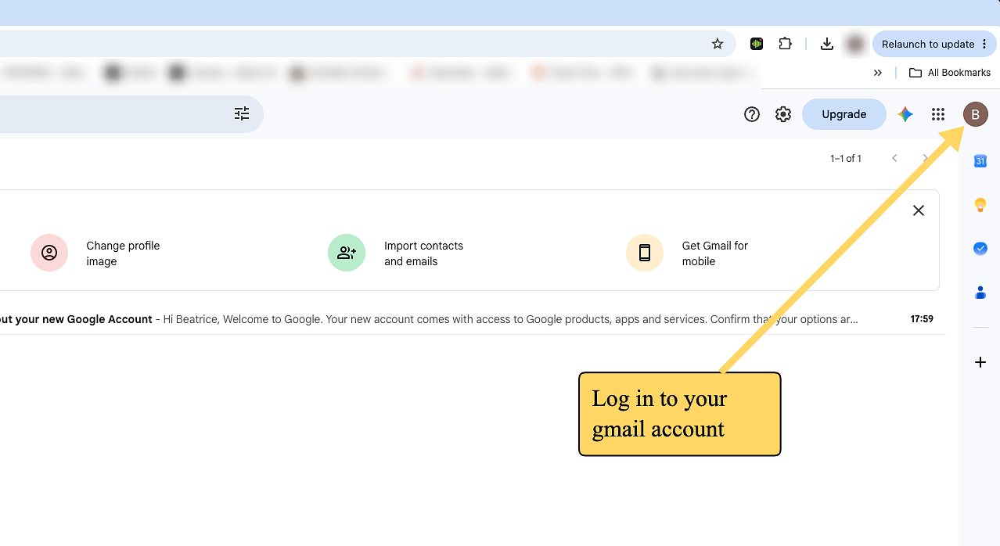 Relaunch to update
All Bookmarks
Upgrade
B
1–1 of 1
31
Change profile
image
Import contacts
and emails
Get Gmail for
mobile
out your new Google Account - Hi Beatrice, Welcome to Google. Your new account comes with access to Google products, apps and services. Confirm that your options ar...
17:59
Log in to your
gmail account